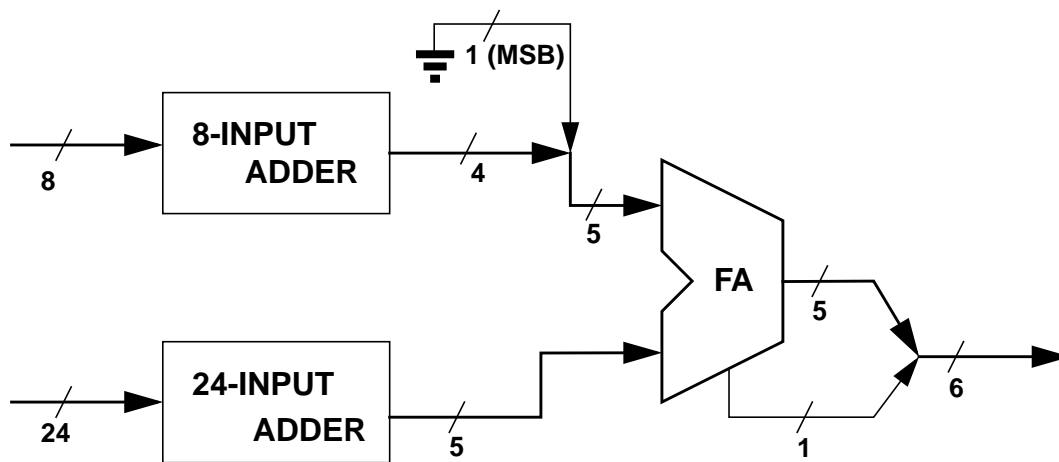 1 (MSB)
8-INPUT
ADDER
8
4
5
FA
5
24-INPUT
ADDER
24
5
1
6